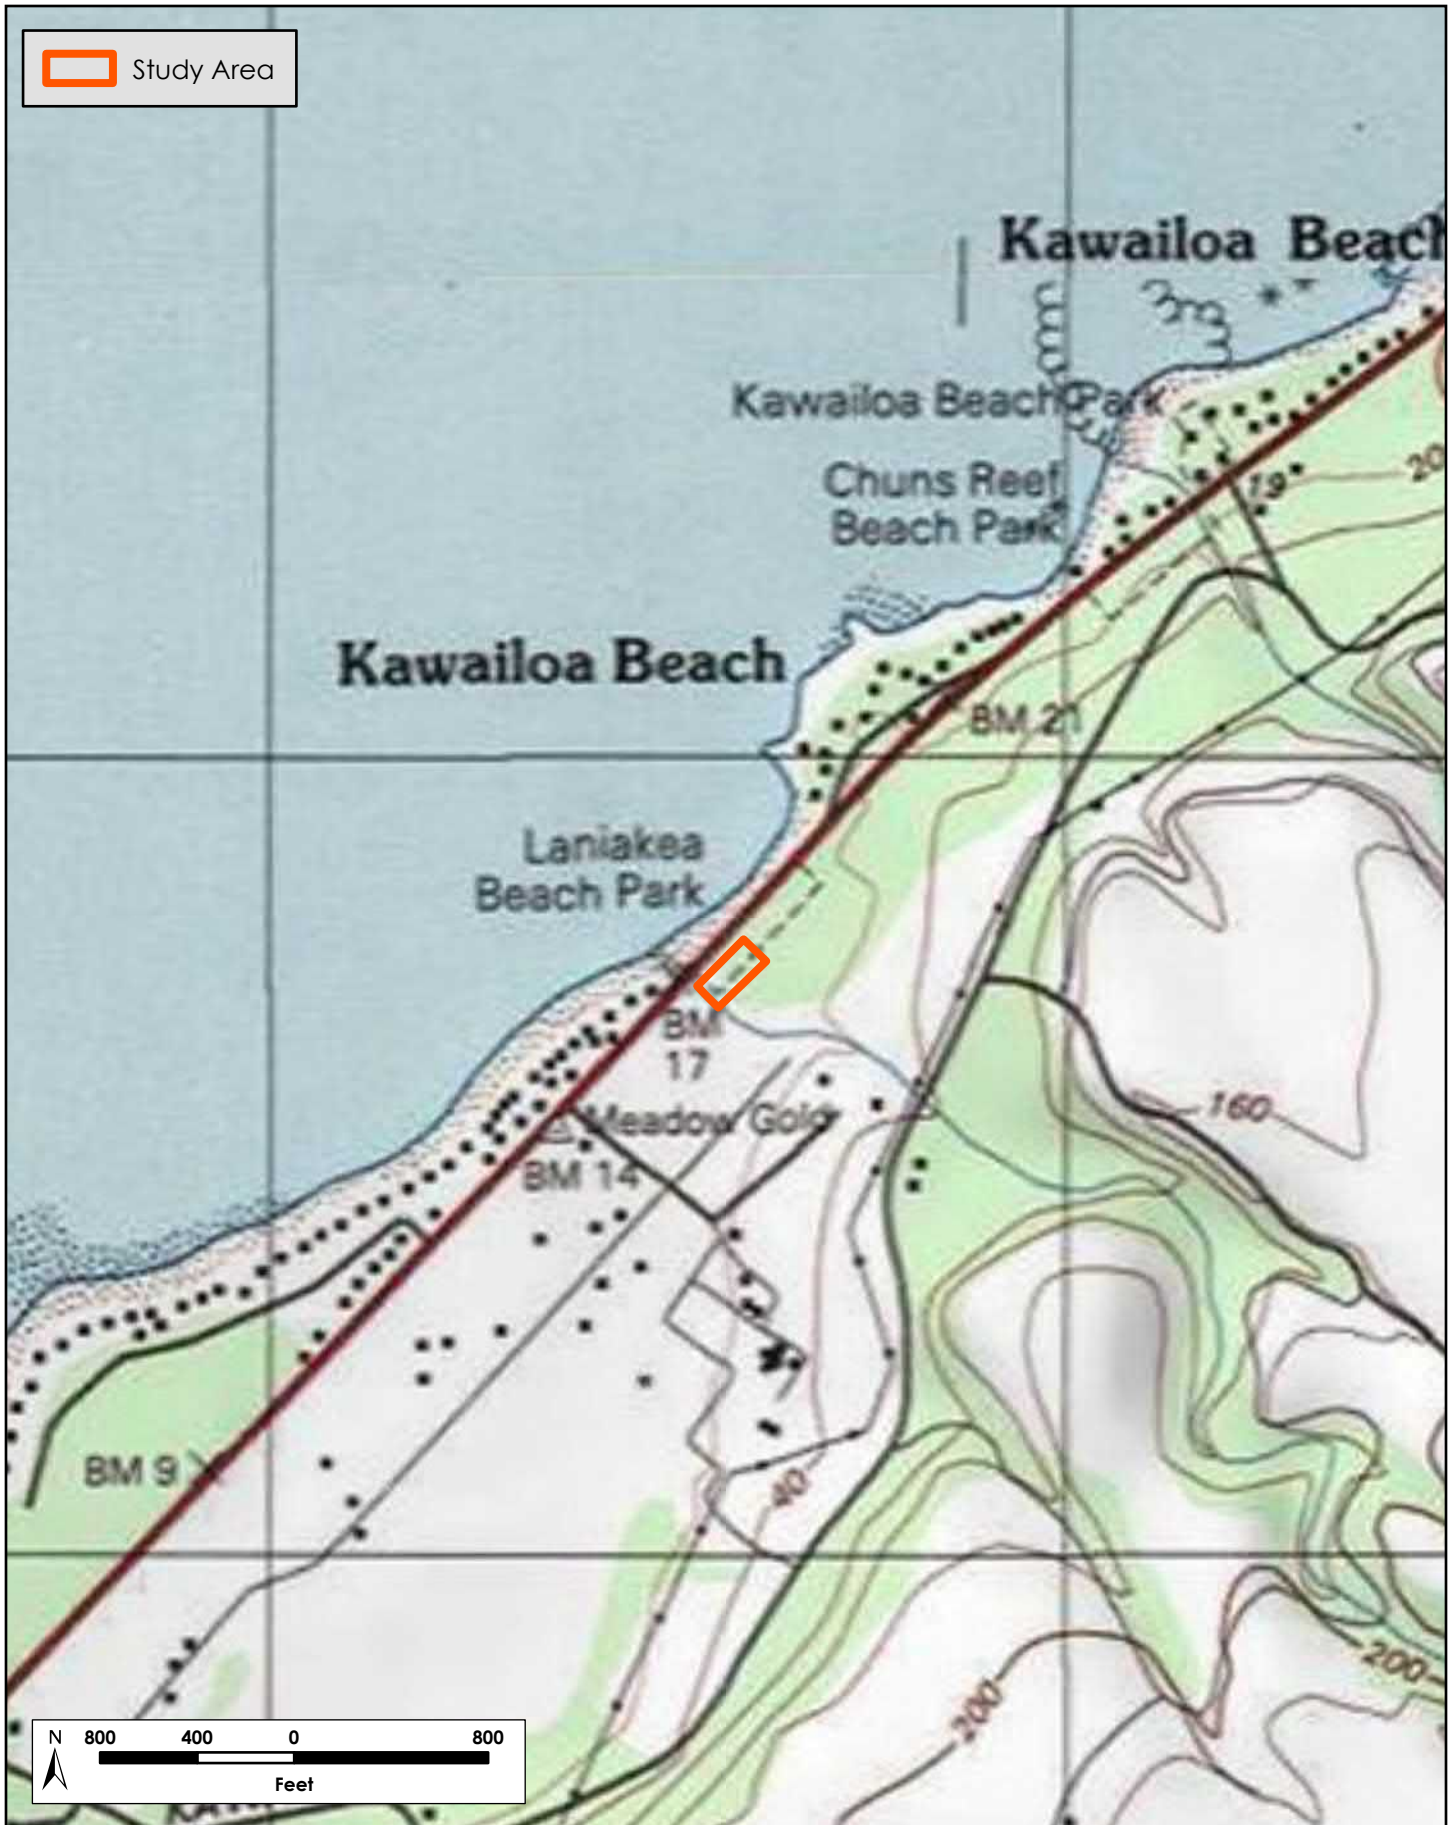 Study Area
Kawailoa Beach
Kawailoa Beach Park
Chuns Reef
Beach Park
19
Kawailoa Beach
BM 21
Laniakea
Beach Park
BM
17
160
Meadow Gold
BM 14
BM 9
40
200
200
N 800 400 0 800
Feet